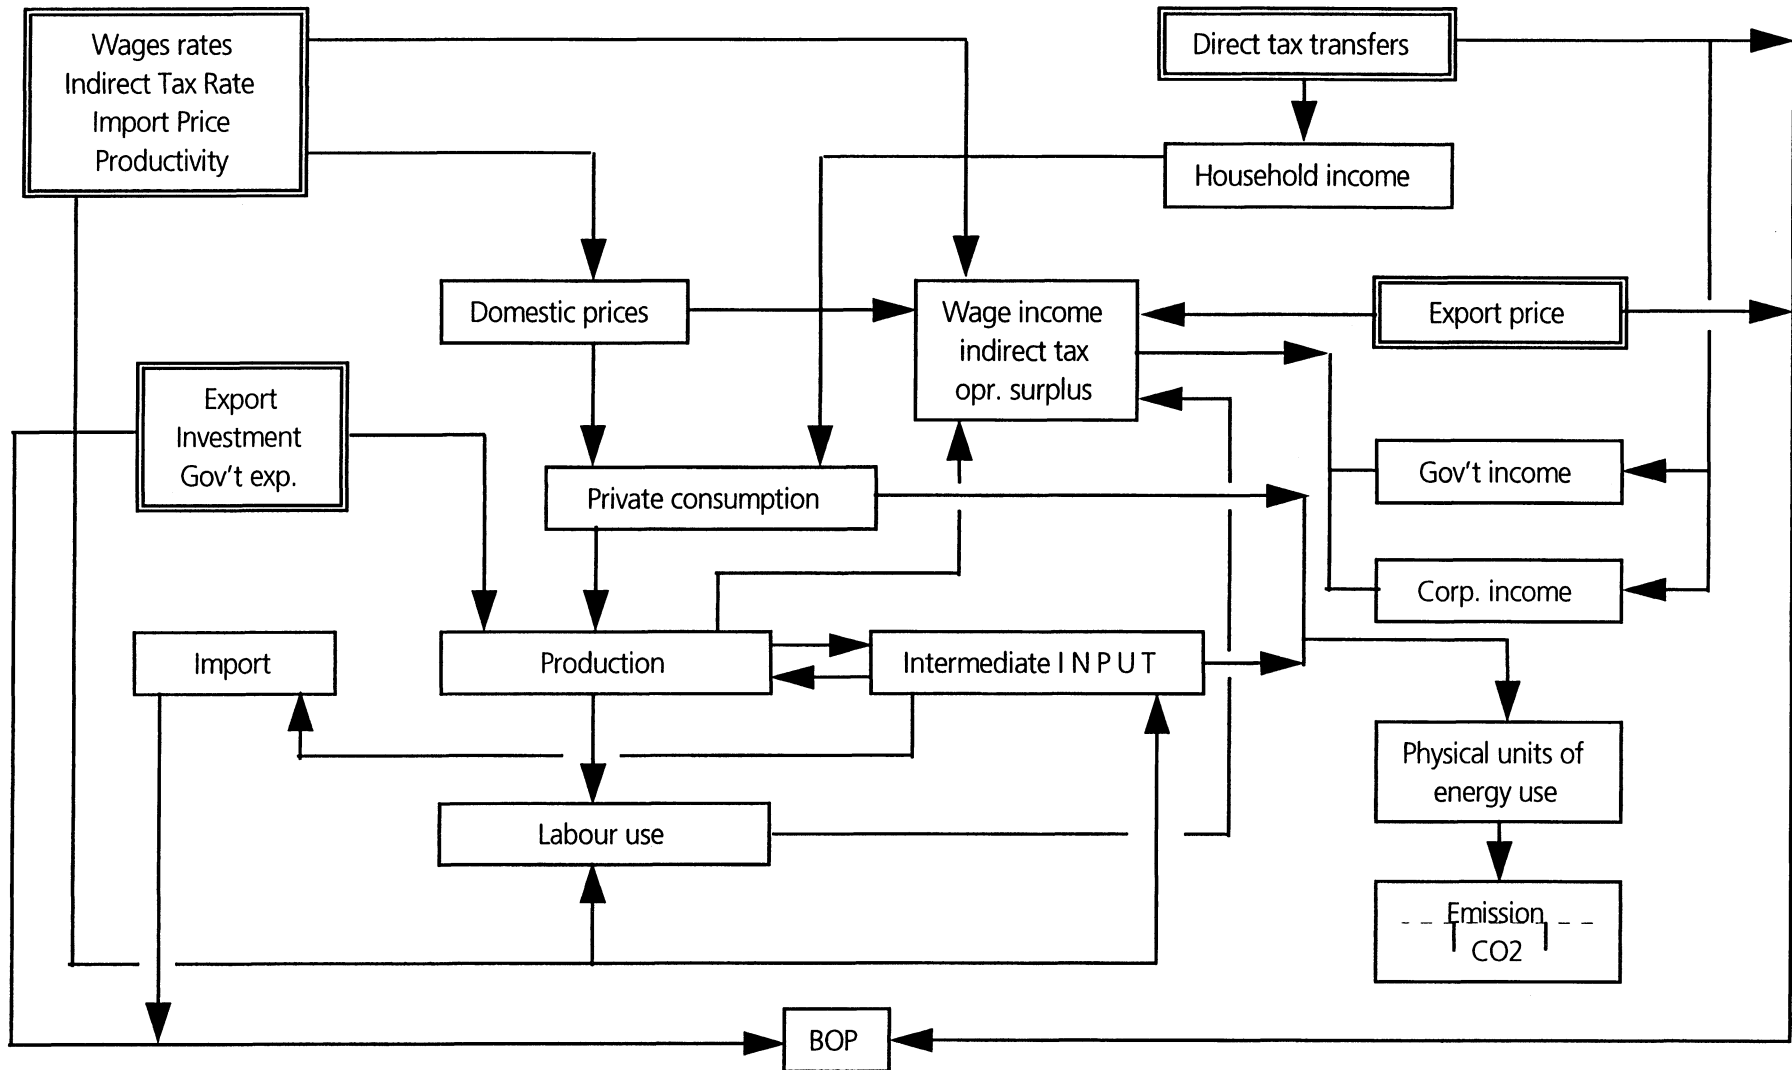 Wages rates
Indirect Tax Rate
Import Price
Productivity
Direct tax transfers
Household income
Domestic prices
Wage income
indirect tax
opr. surplus
Export price
Export
Investment
Gov't exp.
Gov't income
Private consumption
Corp. income
Import
Production
Intermediate I N P U T
Physical units of
energy use
Labour use
Emission
CO2
BOP